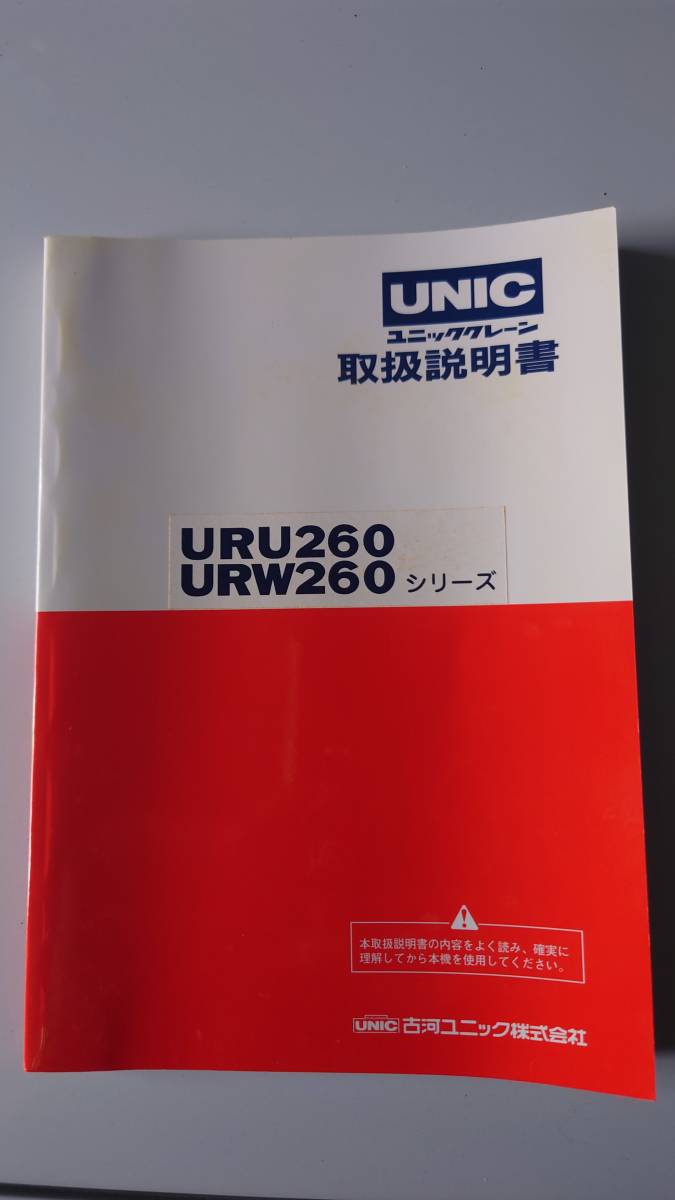 UNIC
ユニッククレーン
取扱説明書
URU260
URW260 シリーズ
本取扱説明書の内容をよく読み、確実に
理解してから本機を使用してください。
UNIC 古河ユニック株式会社